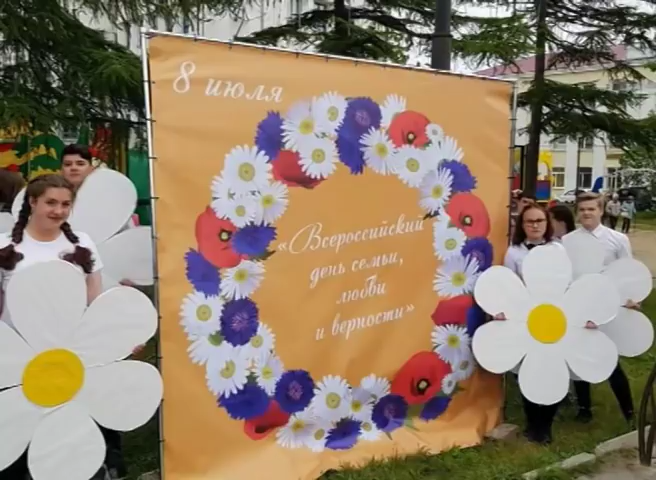 8 июля
«Всероссийский
день семьи,
любви
и верности»